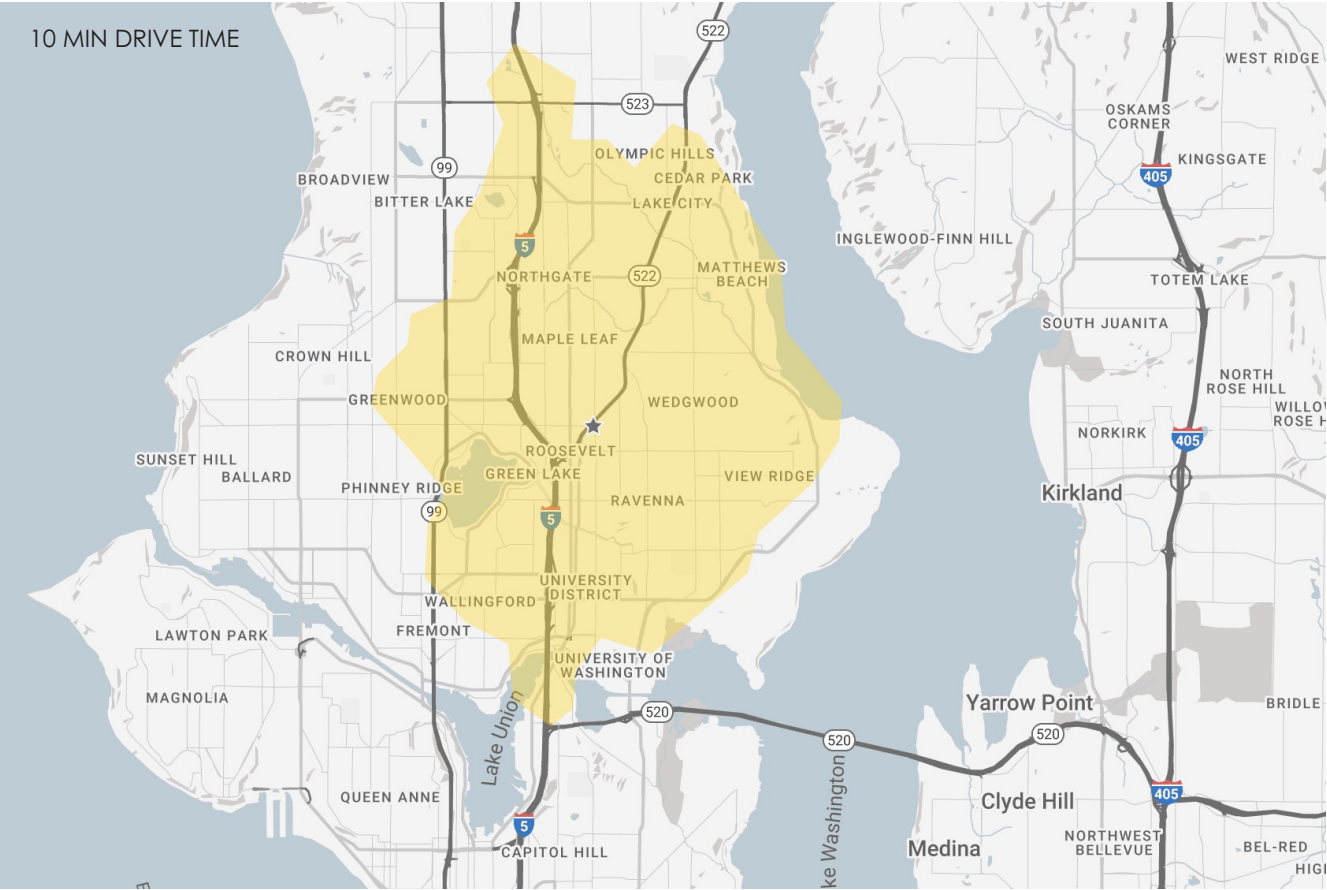 10 MIN DRIVE TIME
522
WEST RIDGE
523
OSKAMS
CORNER
OLYMPIC HILLS
KINGSGATE
99
405
BROADVIEW
CEDAR PARK
BITTER LAKE
LAKE CITY
5
INGLEWOOD-FINN HILL
NORTHGATE
522
MATTHEWS
BEACH
TOTEM LAKE
SOUTH JUANITA
MAPLE LEAF
CROWN HILL
NORTH
ROSE HILL
GREENWOOD
WEDGWOOD
NORKIRK
405
ROOSEVELT
SUNSET HILL
BALLARD
GREEN LAKE
VIEW RIDGE
PHINNEY RIDGE
Kirkland
RAVENNA
99
5
UNIVERSITY
DISTRICT
WALLINGFORD
LAWTON PARK
FREMONT
UNIVERSITY OF
WASHINGTON
MAGNOLIA
Lake Union
Yarrow Point
BRIDLE
520
520
520
QUEEN ANNE
Clyde Hill
405
5
NORTHWEST
BELLEVUE
CAPITOL HILL
Medina
BEL-RED
Washington